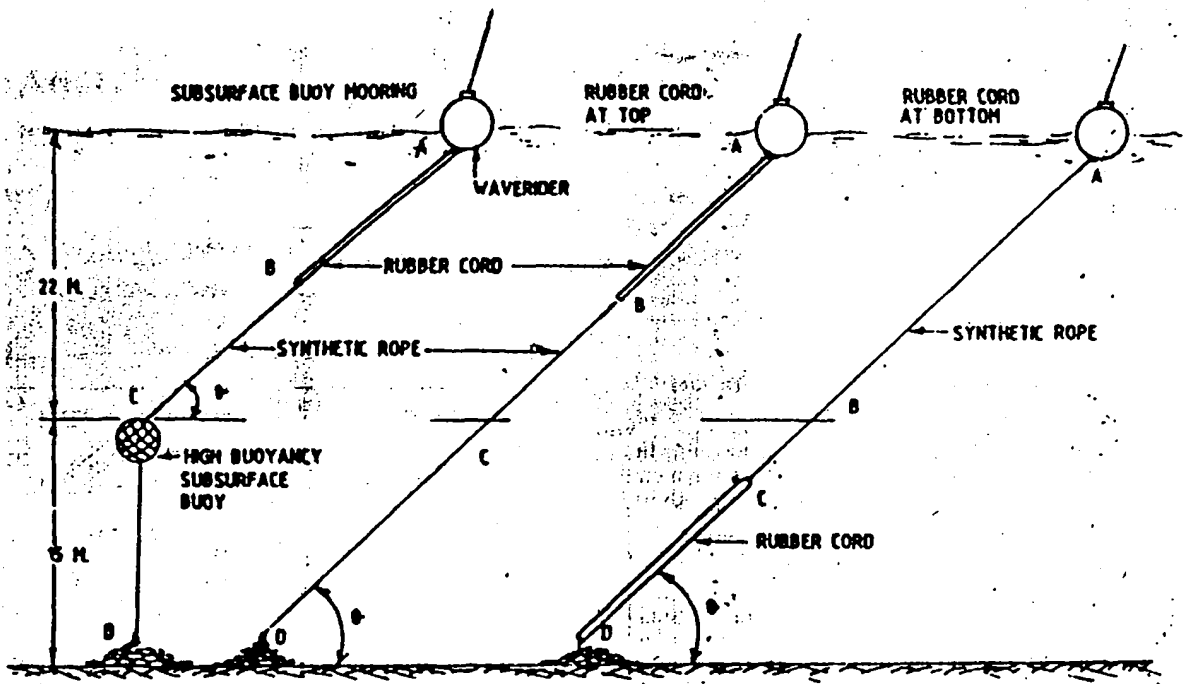 SUBSURFACE BUOY MOORING
RUBBER CORD
AT TOP
RUBBER CORD
AT BOTTOM
A
A
A
WAVERIDER
B
RUBBER CORD
B
22 M.
SYNTHETIC ROPE
SYNTHETIC ROPE
C
θ
B
C
HIGH BUOYANCY
SUBSURFACE
BUOY
C
RUBBER CORD
15 M.
θ
θ
D
D
D